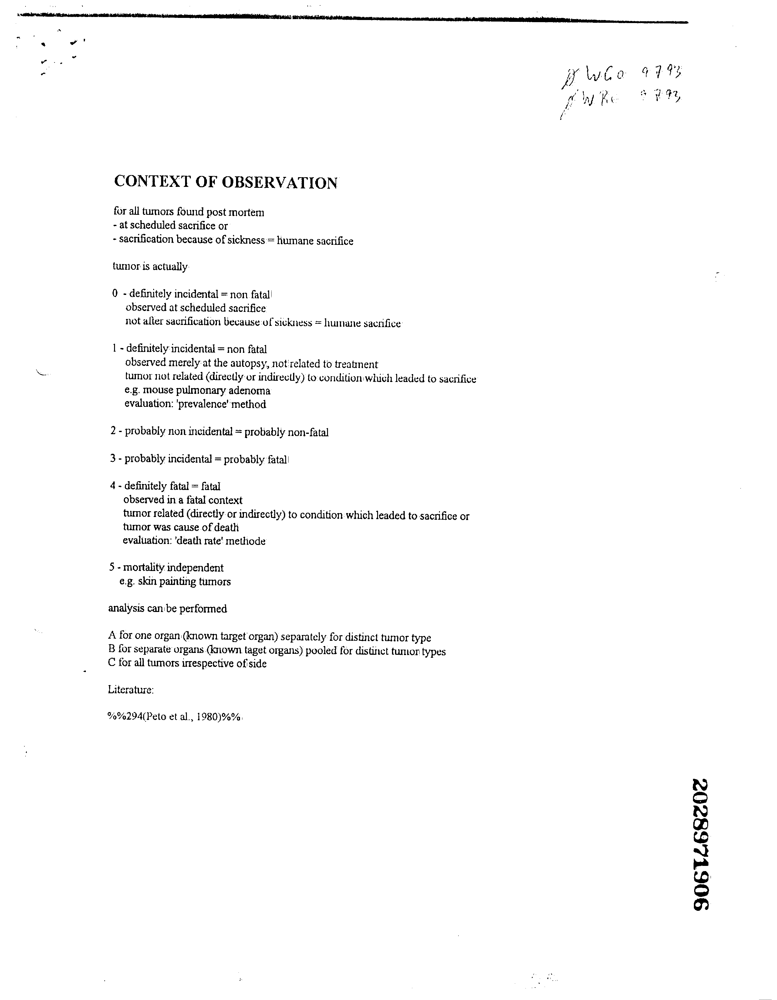 WCo 9793
WRc 9793
CONTEXT OF OBSERVATION
for all tumors found post mortem
- at scheduled sacrifice or
- sacrification because of sickness = humane sacrifice
tumor is actually
0 - definitely incidental = non fatal
observed at scheduled sacrifice
not after sacrification because of sickness = humane sacrifice
1 - definitely incidental = non fatal
observed merely at the autopsy, not related to treatment
tumor not related (directly or indirectly) to condition which leaded to sacrifice
e.g. mouse pulmonary adenoma
evaluation: 'prevalence' method
2 - probably non incidental = probably non-fatal
3 - probably incidental = probably fatal
4 - definitely fatal = fatal
observed in a fatal context
tumor related (directly or indirectly) to condition which leaded to sacrifice or
tumor was cause of death
evaluation: 'death rate' methode
5 - mortality independent
e.g. skin painting tumors
analysis can be performed
A for one organ (known target organ) separately for distinct tumor type
B for separate organs (known taget organs) pooled for distinct tumor types
C for all tumors irrespective of side
Literature:
%%294(Peto et al., 1980)%%
2028971906